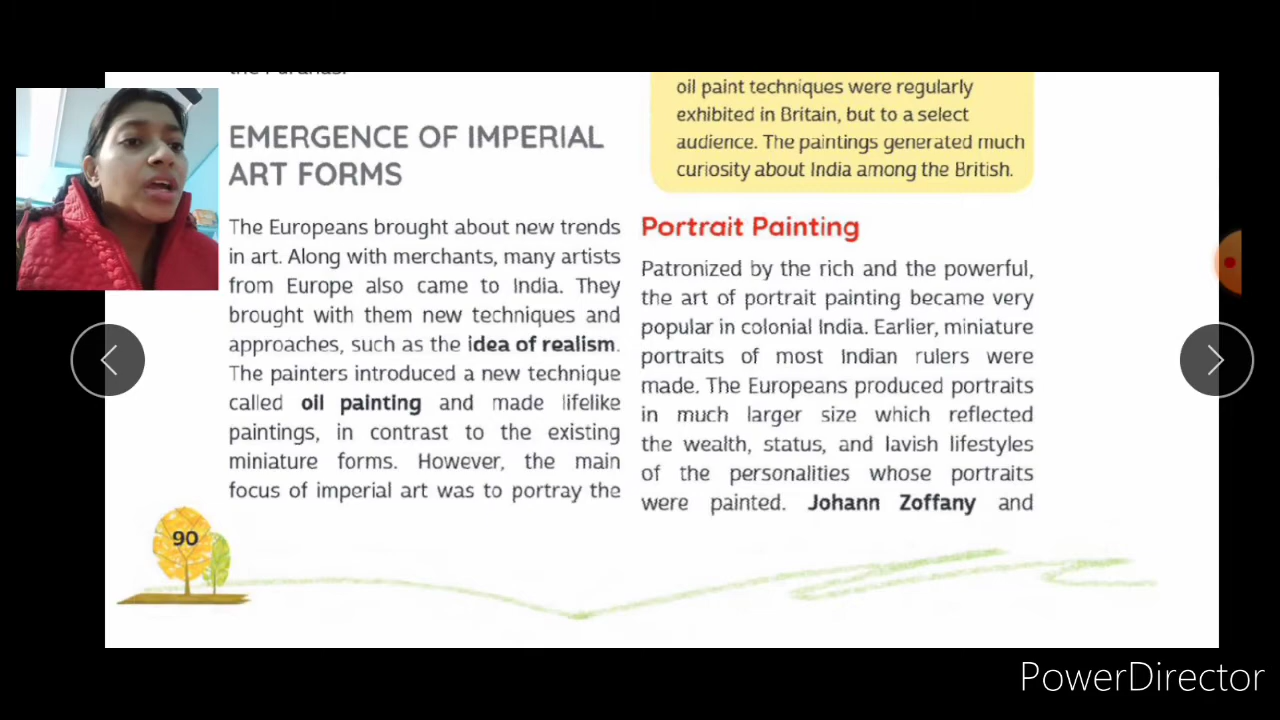 the Puranas.
EMERGENCE OF IMPERIAL
ART FORMS
The Europeans brought about new trends
in art. Along with merchants, many artists
from Europe also came to India. They
brought with them new techniques and
approaches, such as the idea of realism.
The painters introduced a new technique
called oil painting and made lifelike
paintings, in contrast to the existing
miniature forms. However, the main
focus of imperial art was to portray the
90
oil paint techniques were regularly
exhibited in Britain, but to a select
audience. The paintings generated much
curiosity about India among the British.
Portrait Painting
Patronized by the rich and the powerful,
the art of portrait painting became very
popular in colonial India. Earlier, miniature
portraits of most Indian rulers were
made. The Europeans produced portraits
in much larger size which reflected
the wealth, status, and lavish lifestyles
of the personalities whose portraits
were painted. Johann Zoffany and
PowerDirector